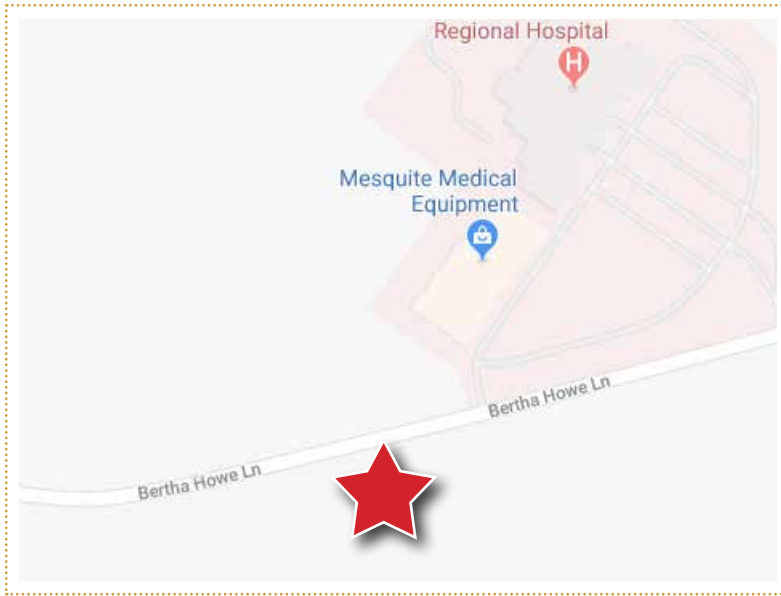 Regional Hospital
H
Mesquite Medical
Equipment
Bertha Howe Ln
Bertha Howe Ln